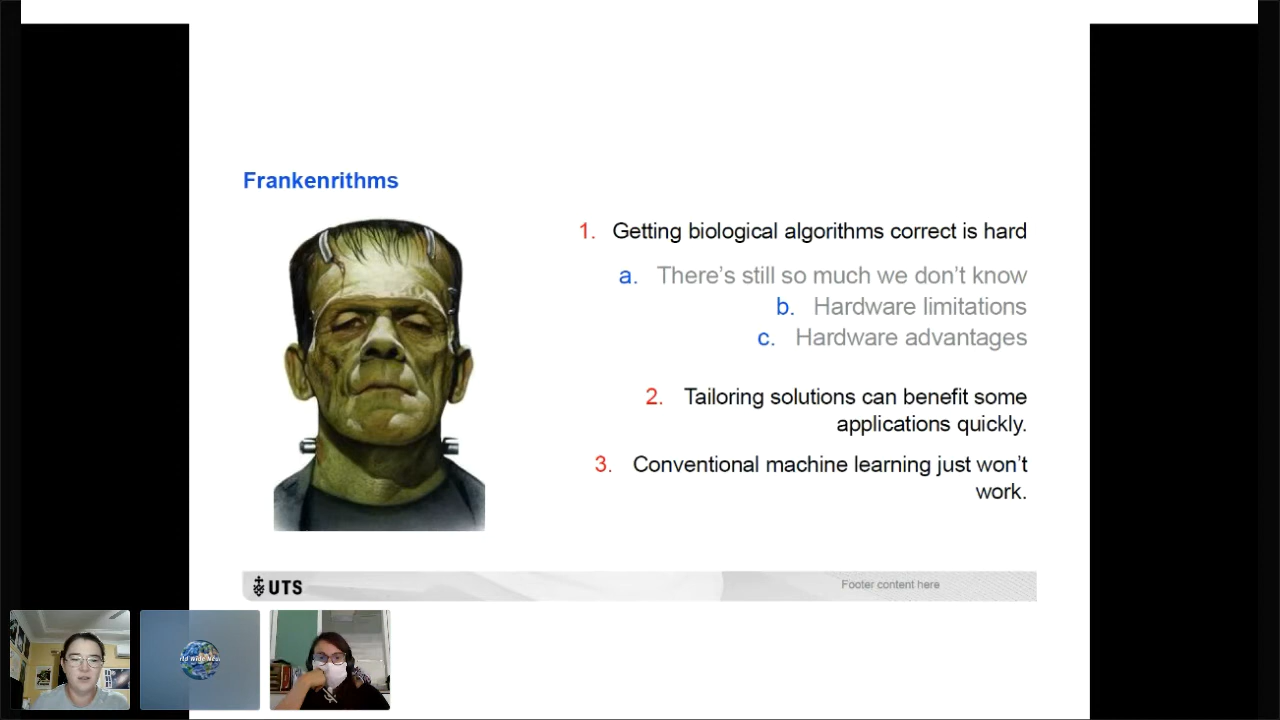 Frankenrithms
1. Getting biological algorithms correct is hard
a. There's still so much we don't know
b. Hardware limitations
c. Hardware advantages
2. Tailoring solutions can benefit some
applications quickly.
3. Conventional machine learning just won't
work.
UTS
Footer content here